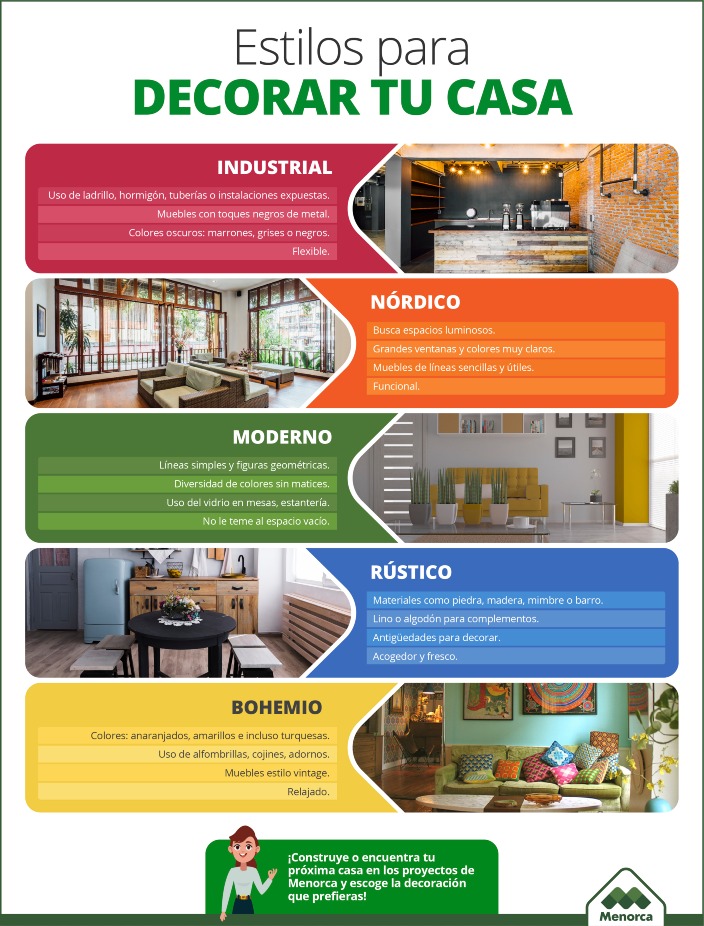 Estilos para
DECORAR TU CASA
INDUSTRIAL
Uso de ladrillo, hormigón, tuberías o instalaciones expuestas.
Muebles con toques negros de metal.
Colores oscuros: marrones, grises o negros.
Flexible.
NÓRDICO
Busca espacios luminosos.
Grandes ventanas y colores muy claros.
Muebles de líneas sencillas y útiles.
Funcional.
MODERNO
Líneas simples y figuras geométricas.
Diversidad de colores sin matices.
Uso del vidrio en mesas, estantería.
No le teme al espacio vacío.
RÚSTICO
Materiales como piedra, madera, mimbre o barro.
Lino o algodón para complementos.
Antigüedades para decorar.
Acogedor y fresco.
BOHEMIO
Colores: anaranjados, amarillos e incluso turquesas.
Uso de alfombrillas, cojines, adornos.
Muebles estilo vintage.
Relajado.
¡Construye o encuentra tu
próxima casa en los proyectos de
Menorca y escoge la decoración
que prefieras!
Menorca